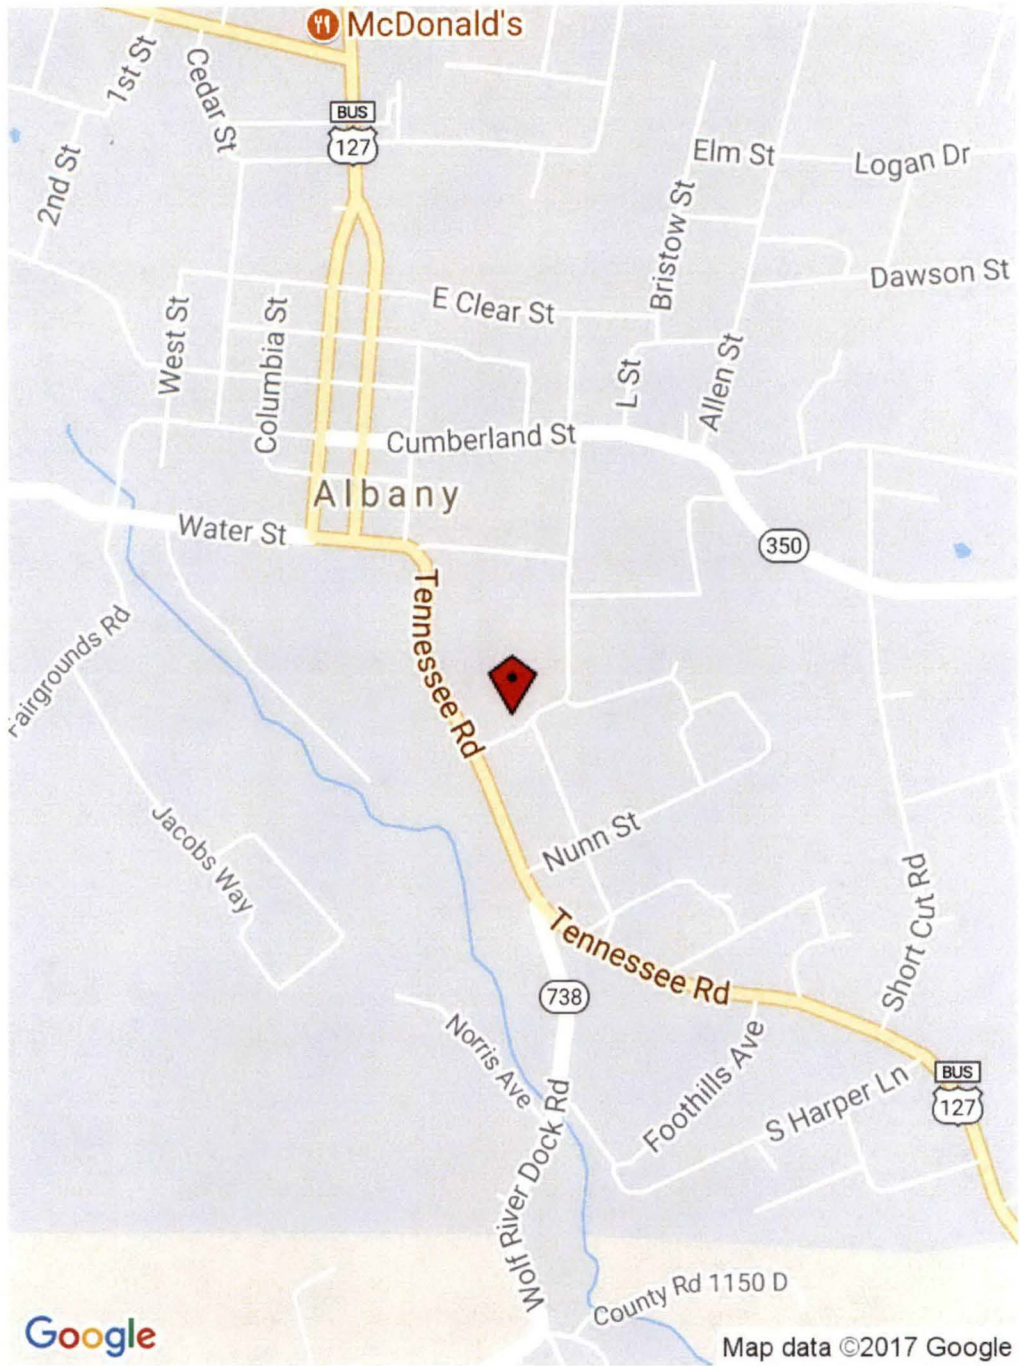 McDonald's
1st St
Cedar St
BUS
127
2nd St
Elm St
Logan Dr
Bristow St
Dawson St
E Clear St
West St
Columbia St
L St
Allen St
Cumberland St
Albany
Water St
350
Tennessee Rd
Fairgrounds Rd
Jacobs Way
Nunn St
Short Cut Rd
Tennessee Rd
738
Norris Ave
Foothills Ave
S Harper Ln
BUS
127
Wolf River Dock Rd
County Rd 1150 D
Google
Map data ©2017 Google